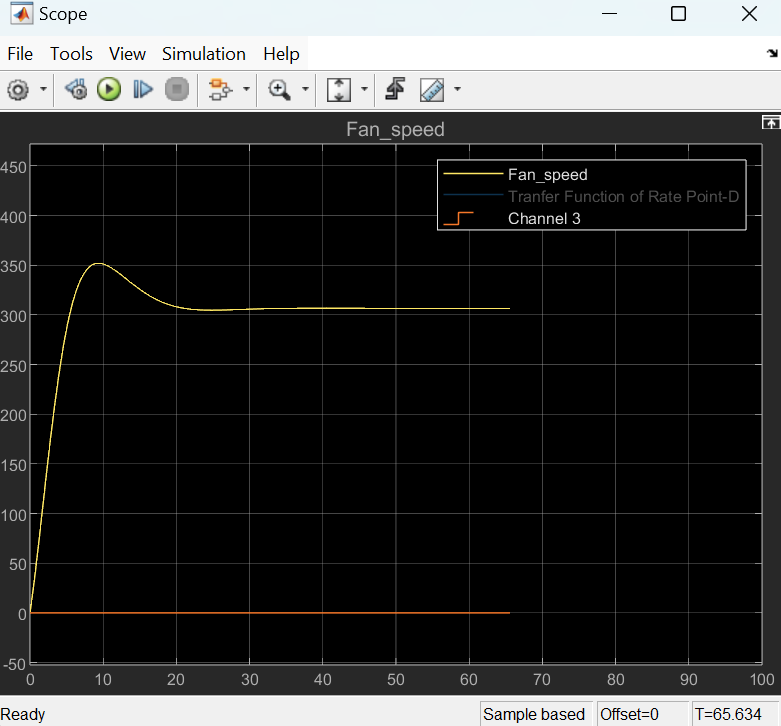 Scope
File Tools View Simulation Help
Fan_speed
Fan_speed
Tranfer Function of Rate Point-D
Channel 3
450
400
350
300
250
200
150
100
50
0
-50
0 10 20 30 40 50 60 70 80 90 100
Ready Sample based Offset=0 T=65.634